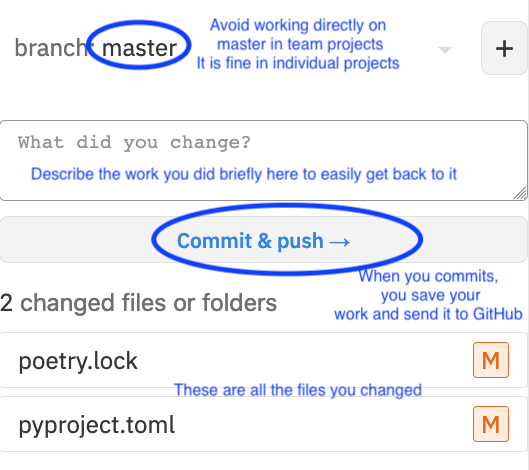 branch: master
Avoid working directly on
master in team projects
It is fine in individual projects
+
What did you change?
Describe the work you did briefly here to easily get back to it
Commit & push →
When you commits,
you save your
work and send it to GitHub
2 changed files or folders
poetry.lock
M
These are all the files you changed
pyproject.toml
M